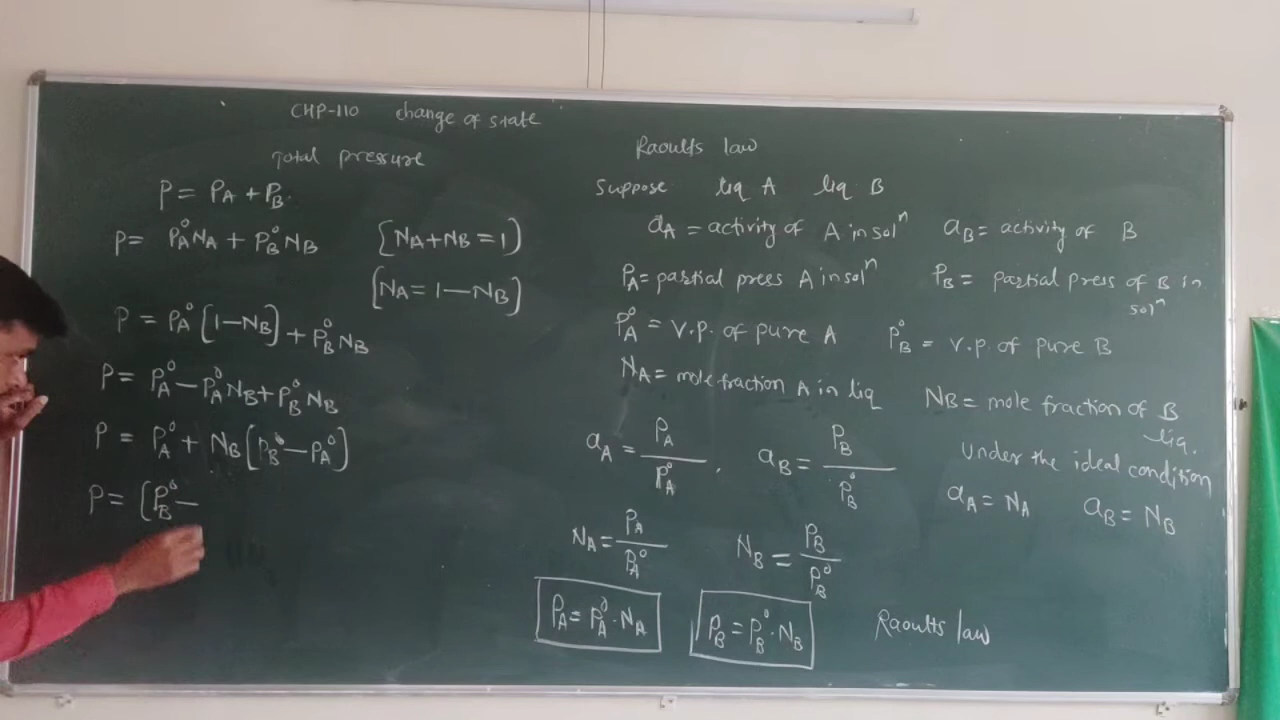 CHP-110 change of state
Total pressure
P = PA + PB.
P = P°A NA + P°B NB [NA + NB = 1)
[NA = 1 — NB]
P = P°A [1—NB] + P°B NB
P = P°A — P°A NB + P°B NB
P = P°A + NB [P°B — P°A)
P = [P°B —
Raoults law
Suppose liq A liq B
aA = activity of A in solⁿ aB = activity of B
PA = partial press A in solⁿ PB = partial press of B in
solⁿ
P°A = V.P. of pure A P°B = V.P. of pure B
NA = mole fraction A in liq NB = mole fraction of B
liq.
aA = PA / P°A , aB = PB / P°B
under the ideal condition
aA = NA aB = NB
NA = PA / P°A NB = PB / P°B
PA = P°A . NA PB = P°B . NB Raoults law